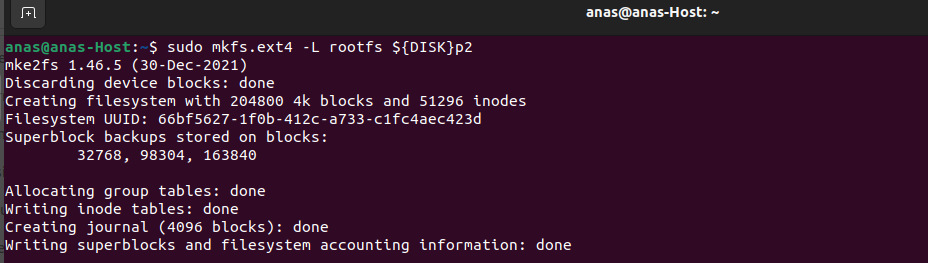 anas@anas-Host: ~
anas@anas-Host:~$ sudo mkfs.ext4 -L rootfs ${DISK}p2
mke2fs 1.46.5 (30-Dec-2021)
Discarding device blocks: done
Creating filesystem with 204800 4k blocks and 51296 inodes
Filesystem UUID: 66bf5627-1f0b-412c-a733-c1fc4aec423d
Superblock backups stored on blocks:
        32768, 98304, 163840

Allocating group tables: done
Writing inode tables: done
Creating journal (4096 blocks): done
Writing superblocks and filesystem accounting information: done